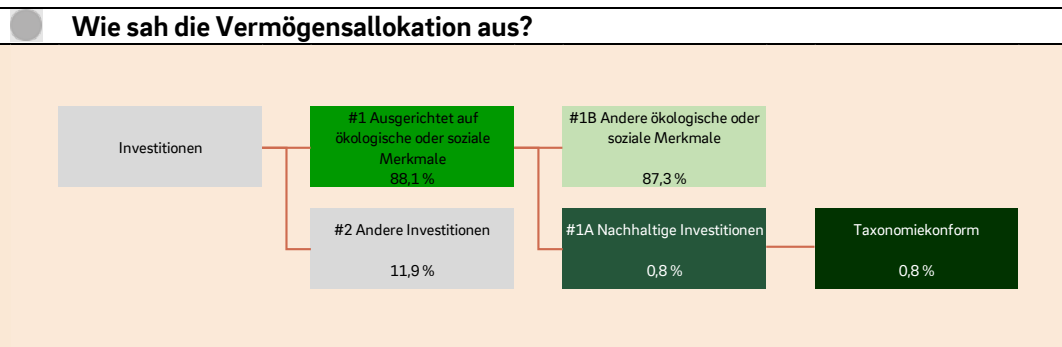 Wie sah die Vermögensallokation aus?
Investitionen
#1 Ausgerichtet auf
ökologische oder soziale
Merkmale
88,1 %
#1B Andere ökologische oder
soziale Merkmale
87,3 %
#2 Andere Investitionen
11,9 %
#1A Nachhaltige Investitionen
0,8 %
Taxonomiekonform
0,8 %